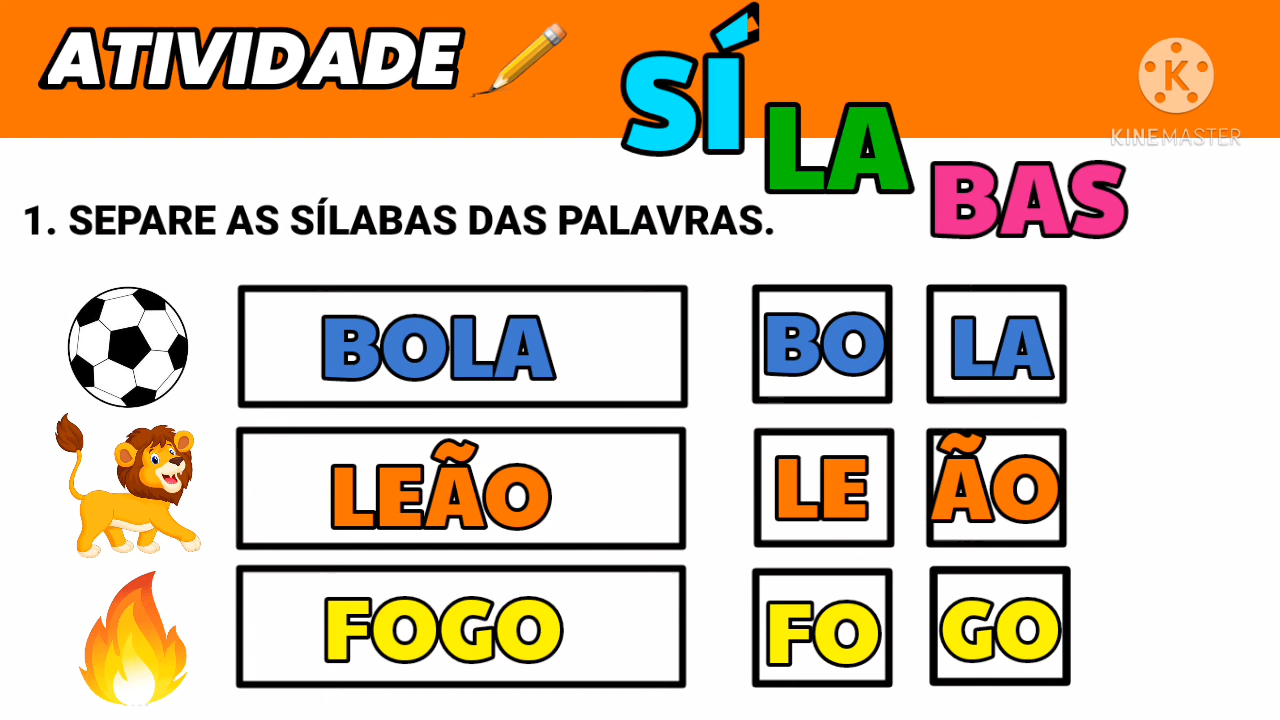 ATIVIDADE
SÍ
LA
BAS
K
KINEMASTER
1. SEPARE AS SÍLABAS DAS PALAVRAS.
BOLA BO LA
LEÃO LE ÃO
FOGO FO GO